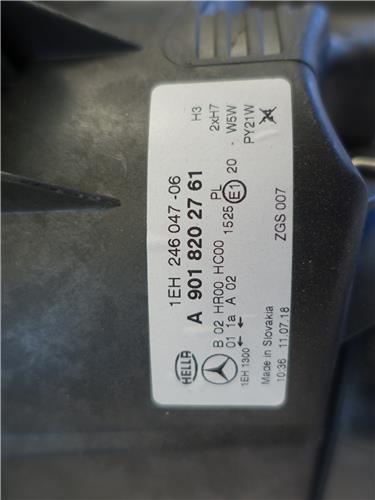 HELLA
1EH 246 047 -06
A 901 820 27 61
B 02 HR00 HC00 1525 PL E1 20
01 1a A 02
1EH 1300
H3
2xH7
- W5W
PY21W
Made in Slovakia
10:36 11.07.18
ZGS 007